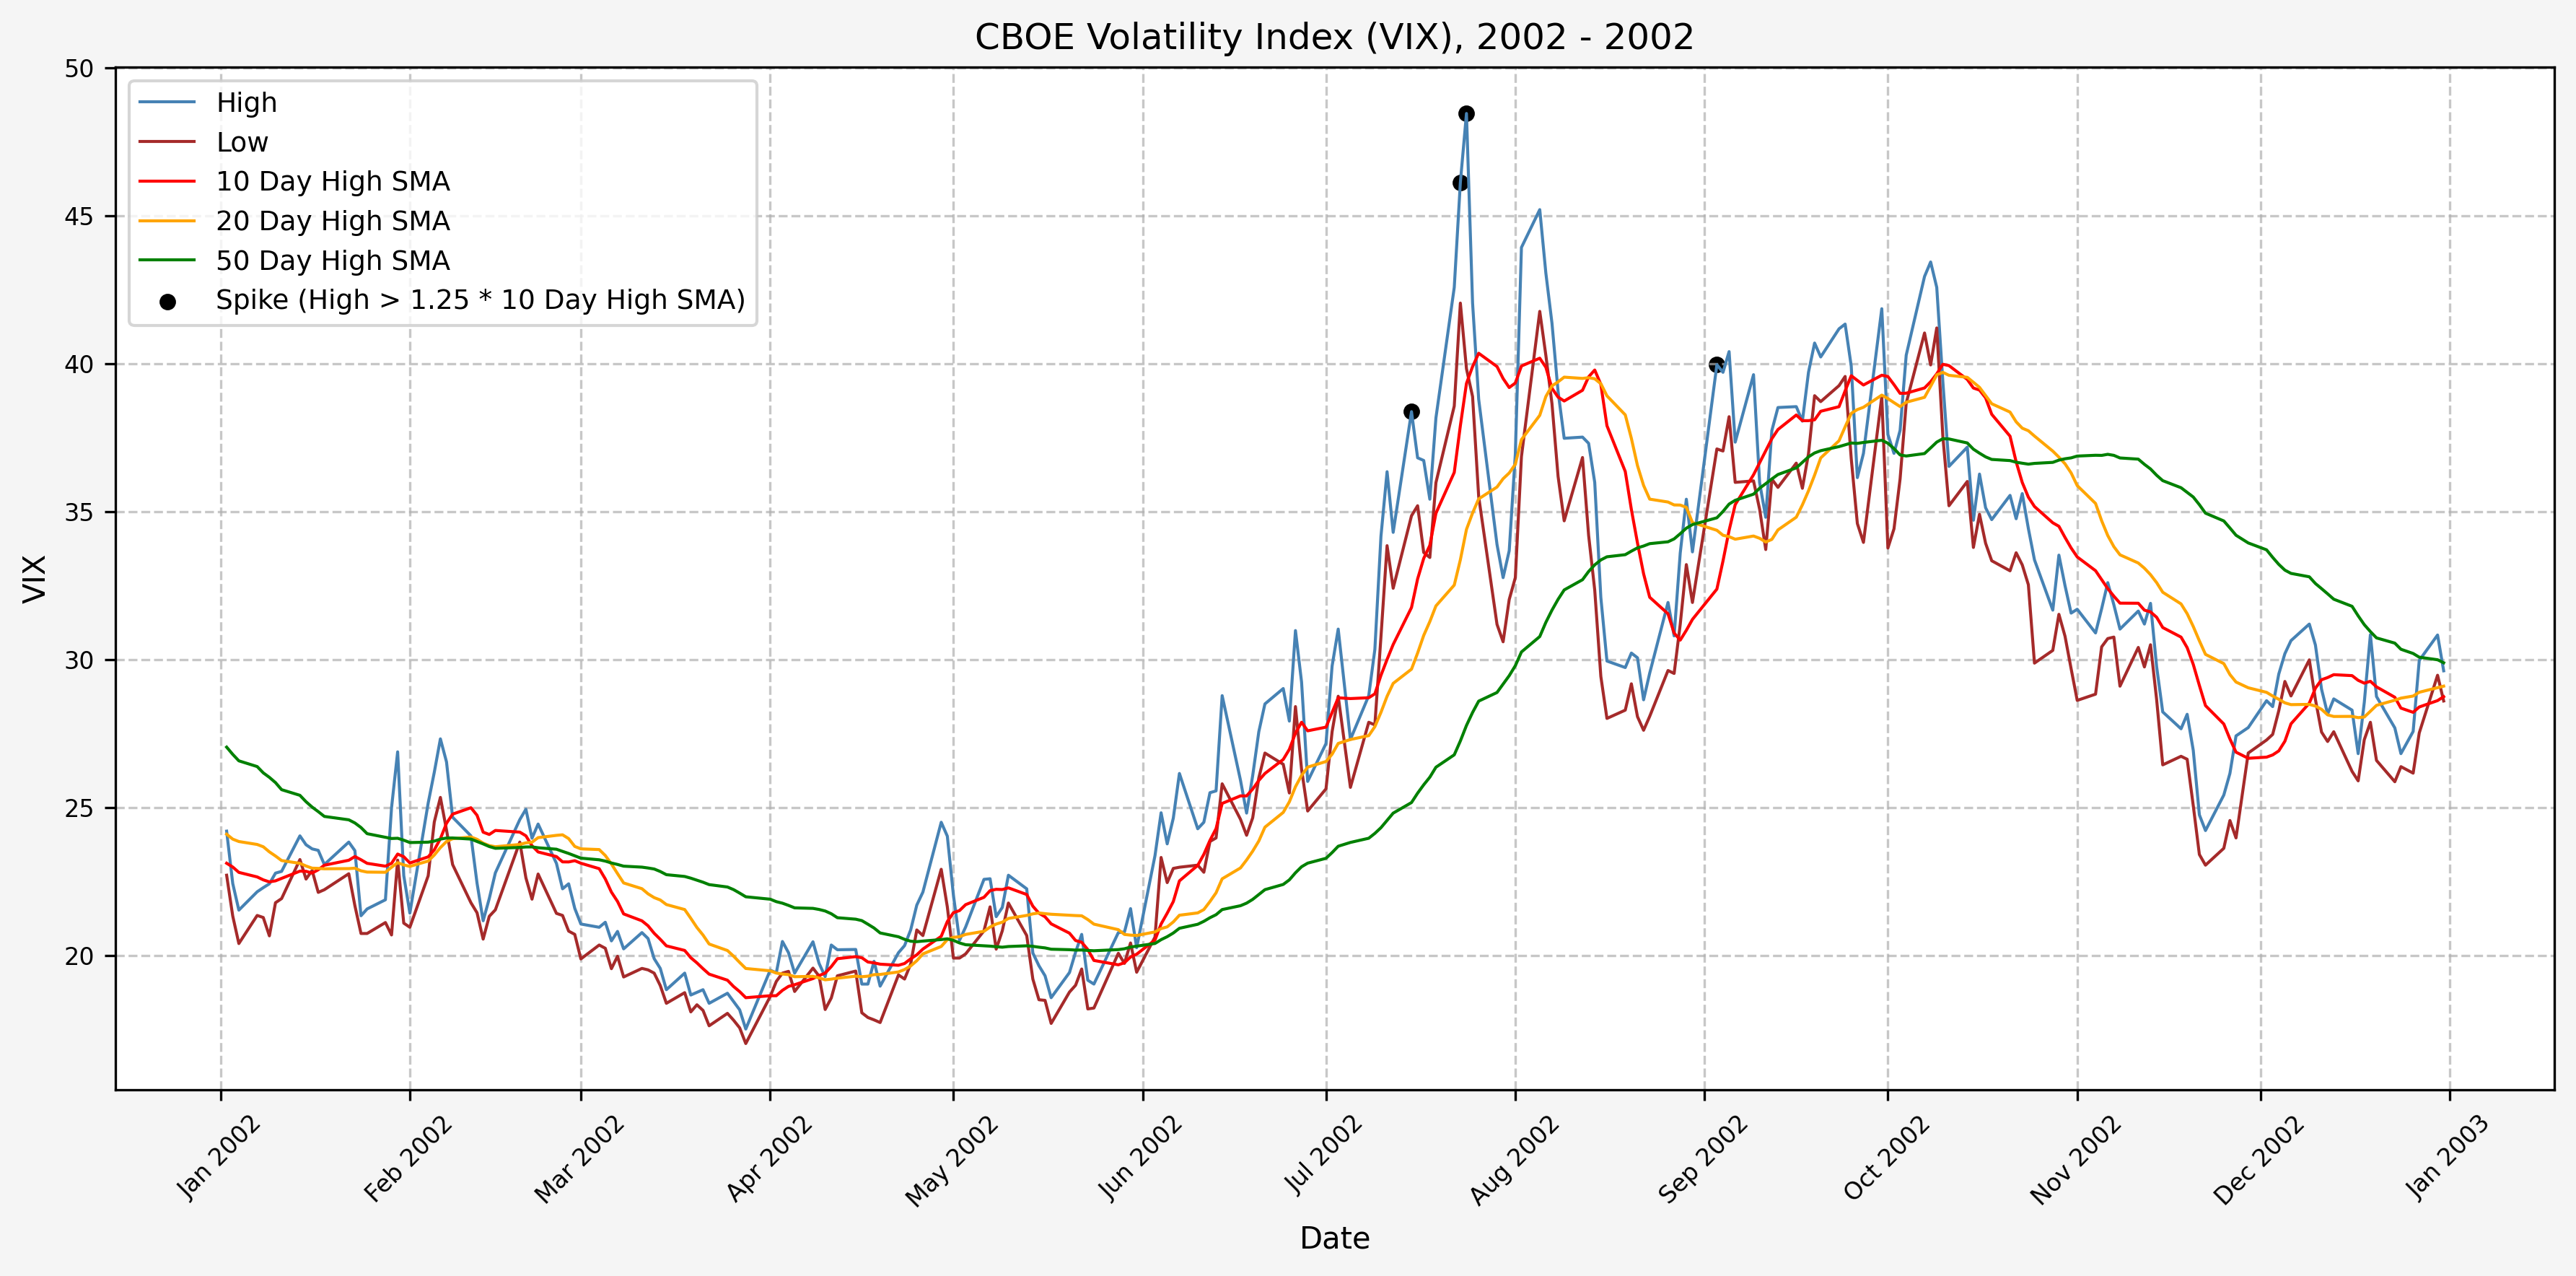 CBOE Volatility Index (VIX), 2002 - 2002
High
Low
10 Day High SMA
20 Day High SMA
50 Day High SMA
Spike (High > 1.25 * 10 Day High SMA)
VIX
50
45
40
35
30
25
20
Jan 2002
Feb 2002
Mar 2002
Apr 2002
May 2002
Jun 2002
Jul 2002
Aug 2002
Sep 2002
Oct 2002
Nov 2002
Dec 2002
Jan 2003
Date